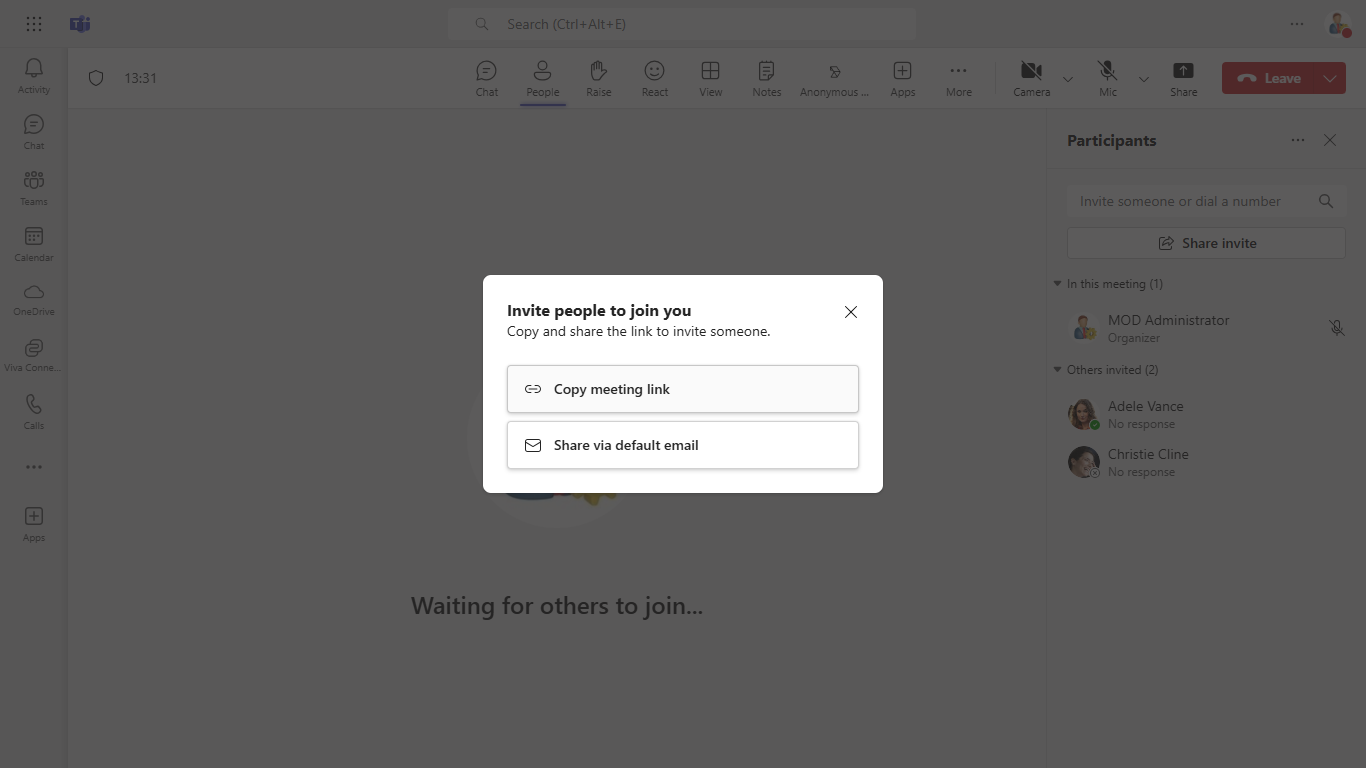 Search (Ctrl+Alt+E)
13:31
Chat
People
Raise
React
View
Notes
Anonymous ...
Apps
More
Camera
Mic
Share
Leave
Activity
Chat
Teams
Calendar
OneDrive
Viva Conne...
Calls
Apps
Participants
Invite someone or dial a number
Share invite
In this meeting (1)
MOD Administrator
Organizer
Others invited (2)
Adele Vance
No response
Christie Cline
No response
Invite people to join you
Copy and share the link to invite someone.
Copy meeting link
Share via default email
Waiting for others to join...